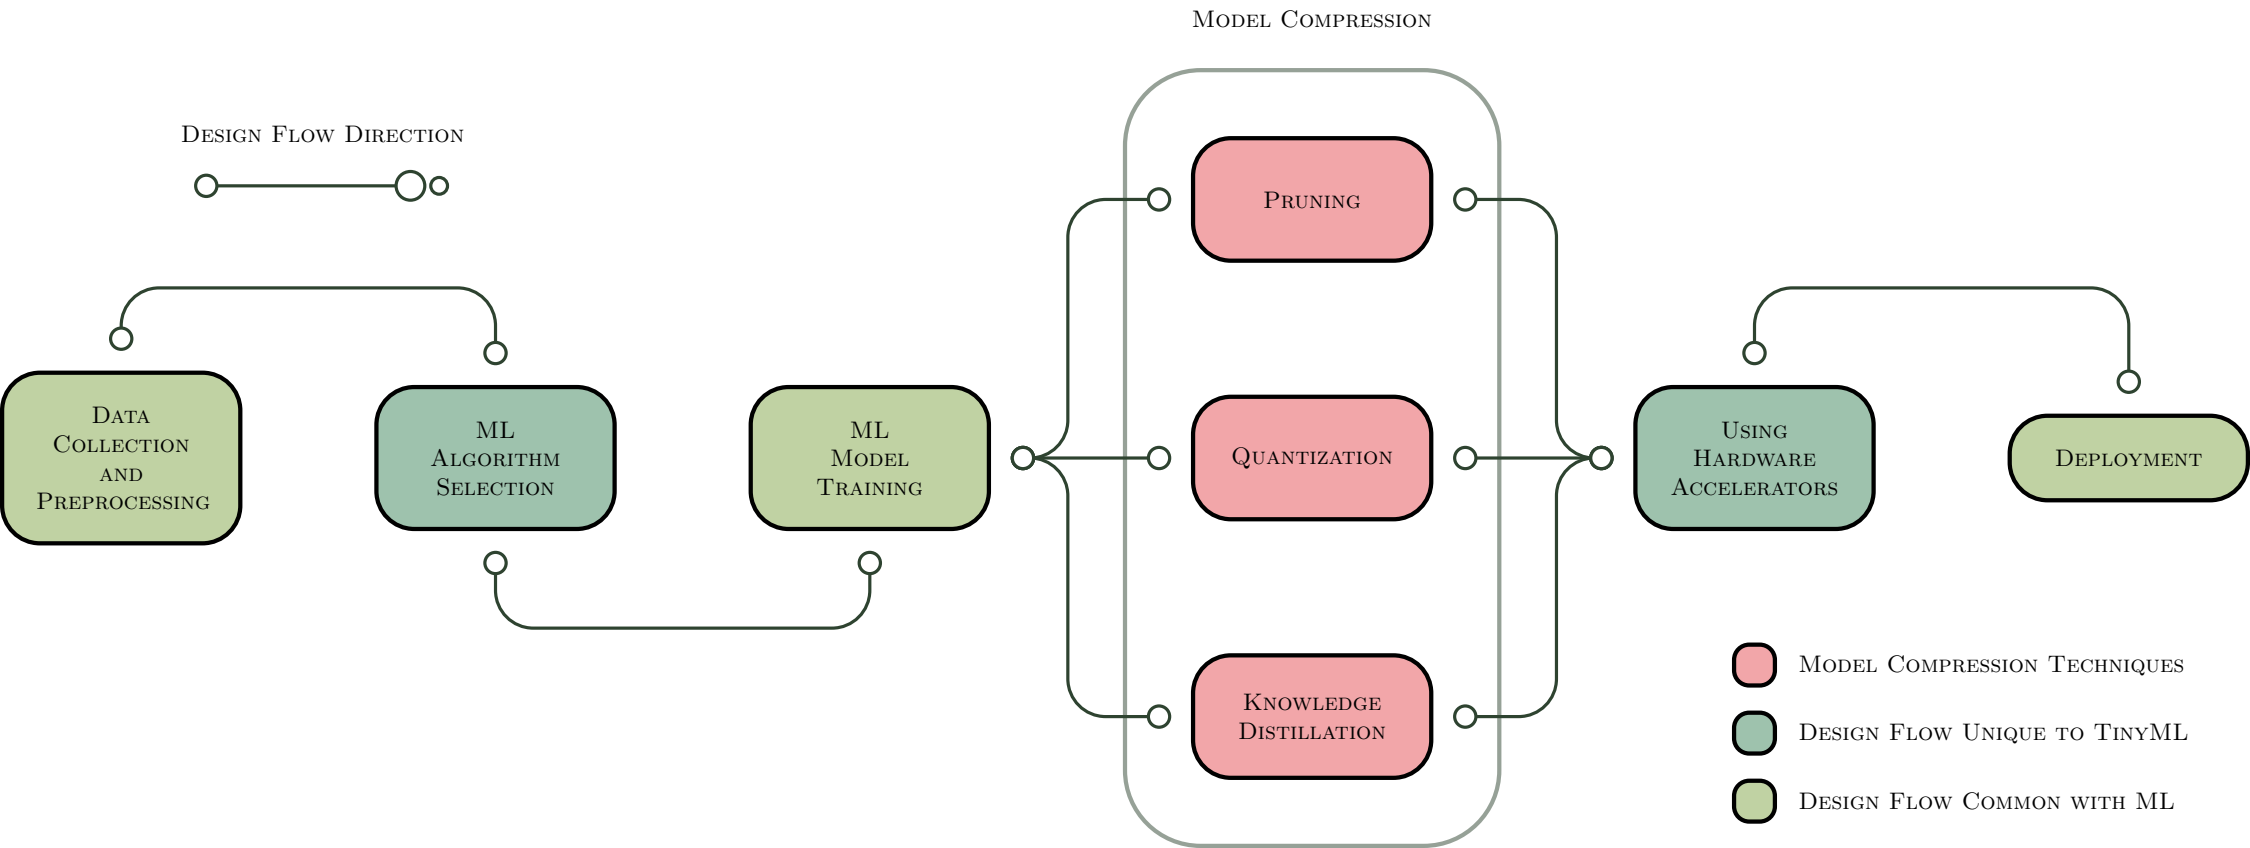 Model Compression
Design Flow Direction
Data
Collection
and
Preprocessing
ML
Algorithm
Selection
ML
Model
Training
Pruning
Quantization
Knowledge
Distillation
Using
Hardware
Accelerators
Deployment
Model Compression Techniques
Design Flow Unique to TinyML
Design Flow Common with ML